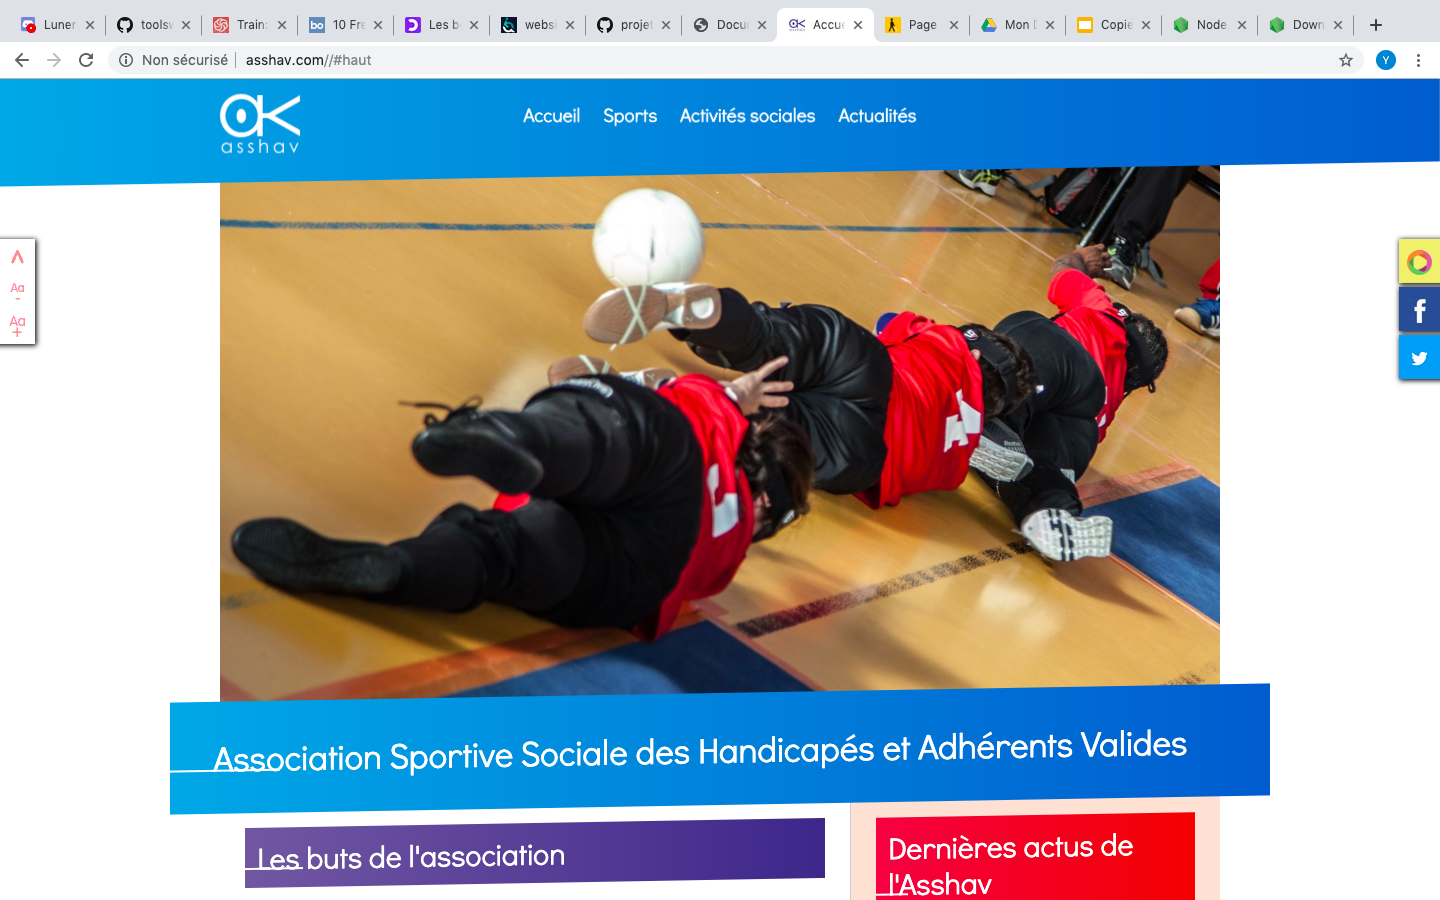 Luner
toolsv
Train:
10 Fre
Les b
websi
projet
Docur
Accue
Page
Mon D
Copie
Node.
Down
Non sécurisé
asshav.com//#haut
asshav
Accueil
Sports
Activités sociales
Actualités
Aa
-
Aa
+
Association Sportive Sociale des Handicapés et Adhérents Valides
Les buts de l'association
Dernières actus de
l'Asshav